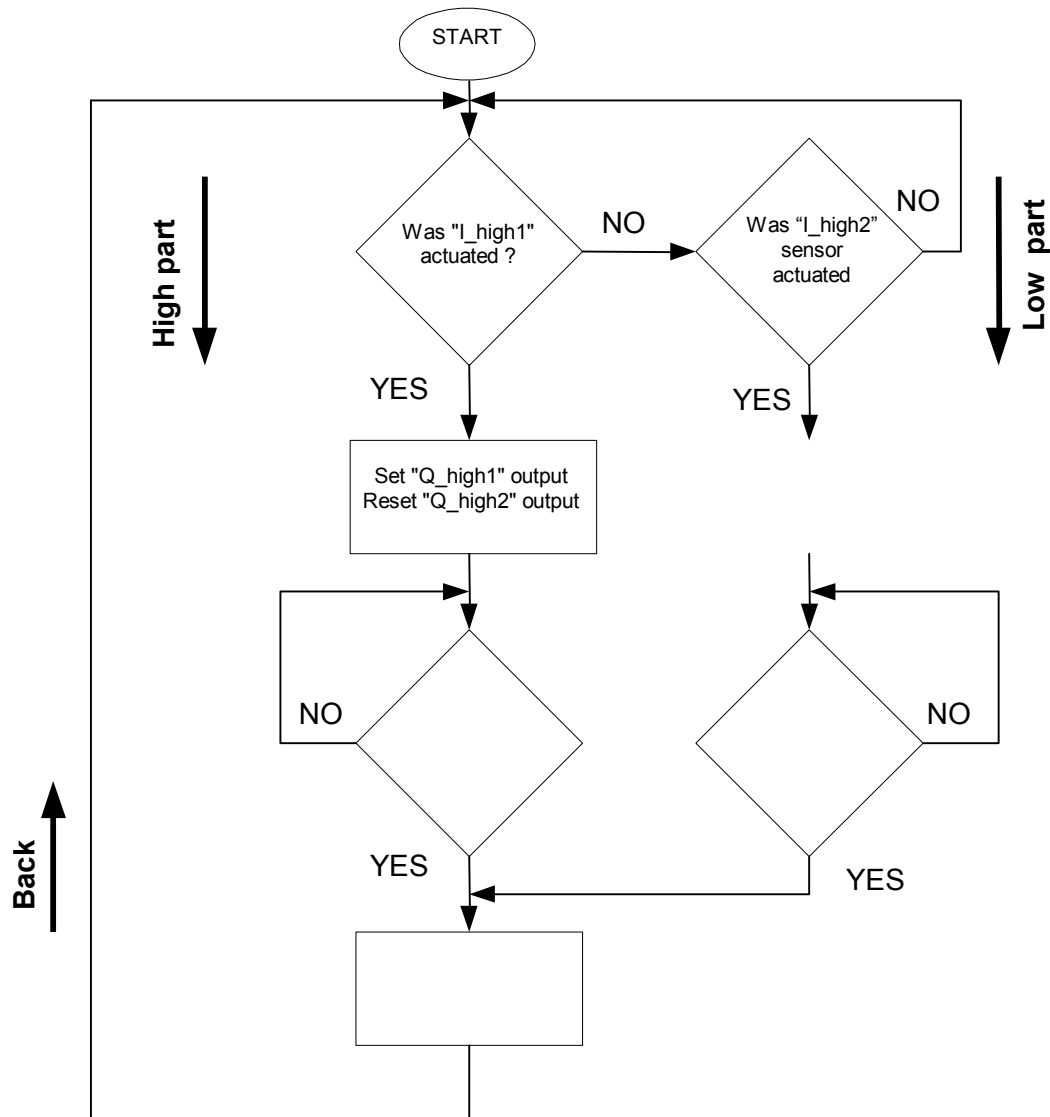 START
Was "I_high1"
actuated ?
NO
Was “I_high2”
sensor
actuated
NO
High part
Low part
YES
YES
Set "Q_high1" output
Reset "Q_high2" output
NO
NO
YES
YES
Back